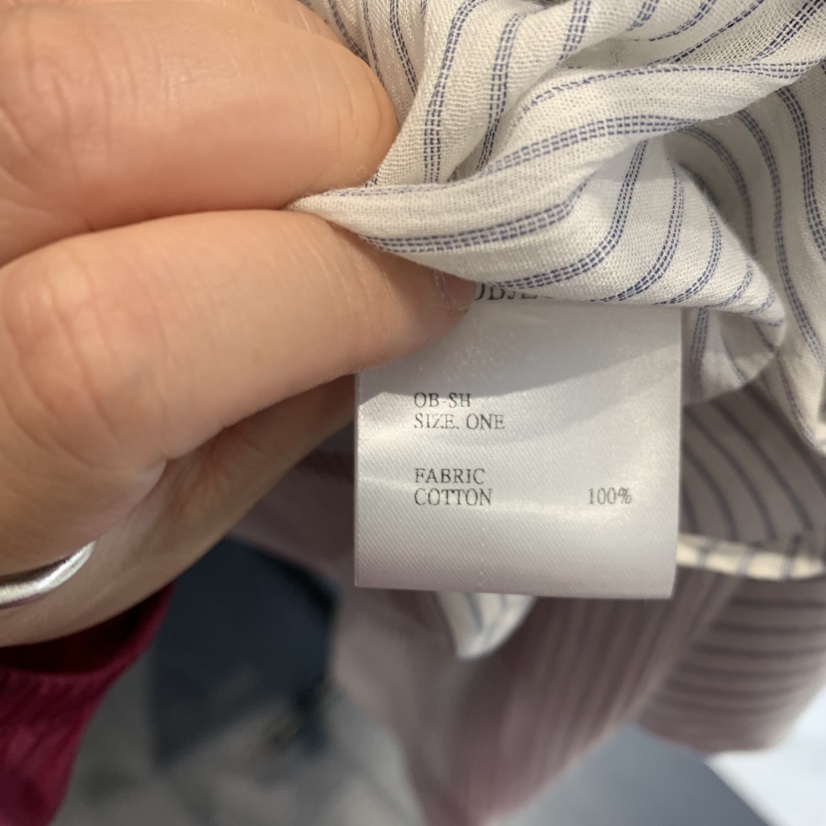 OB-SH
SIZE. ONE
FABRIC
COTTON 100%